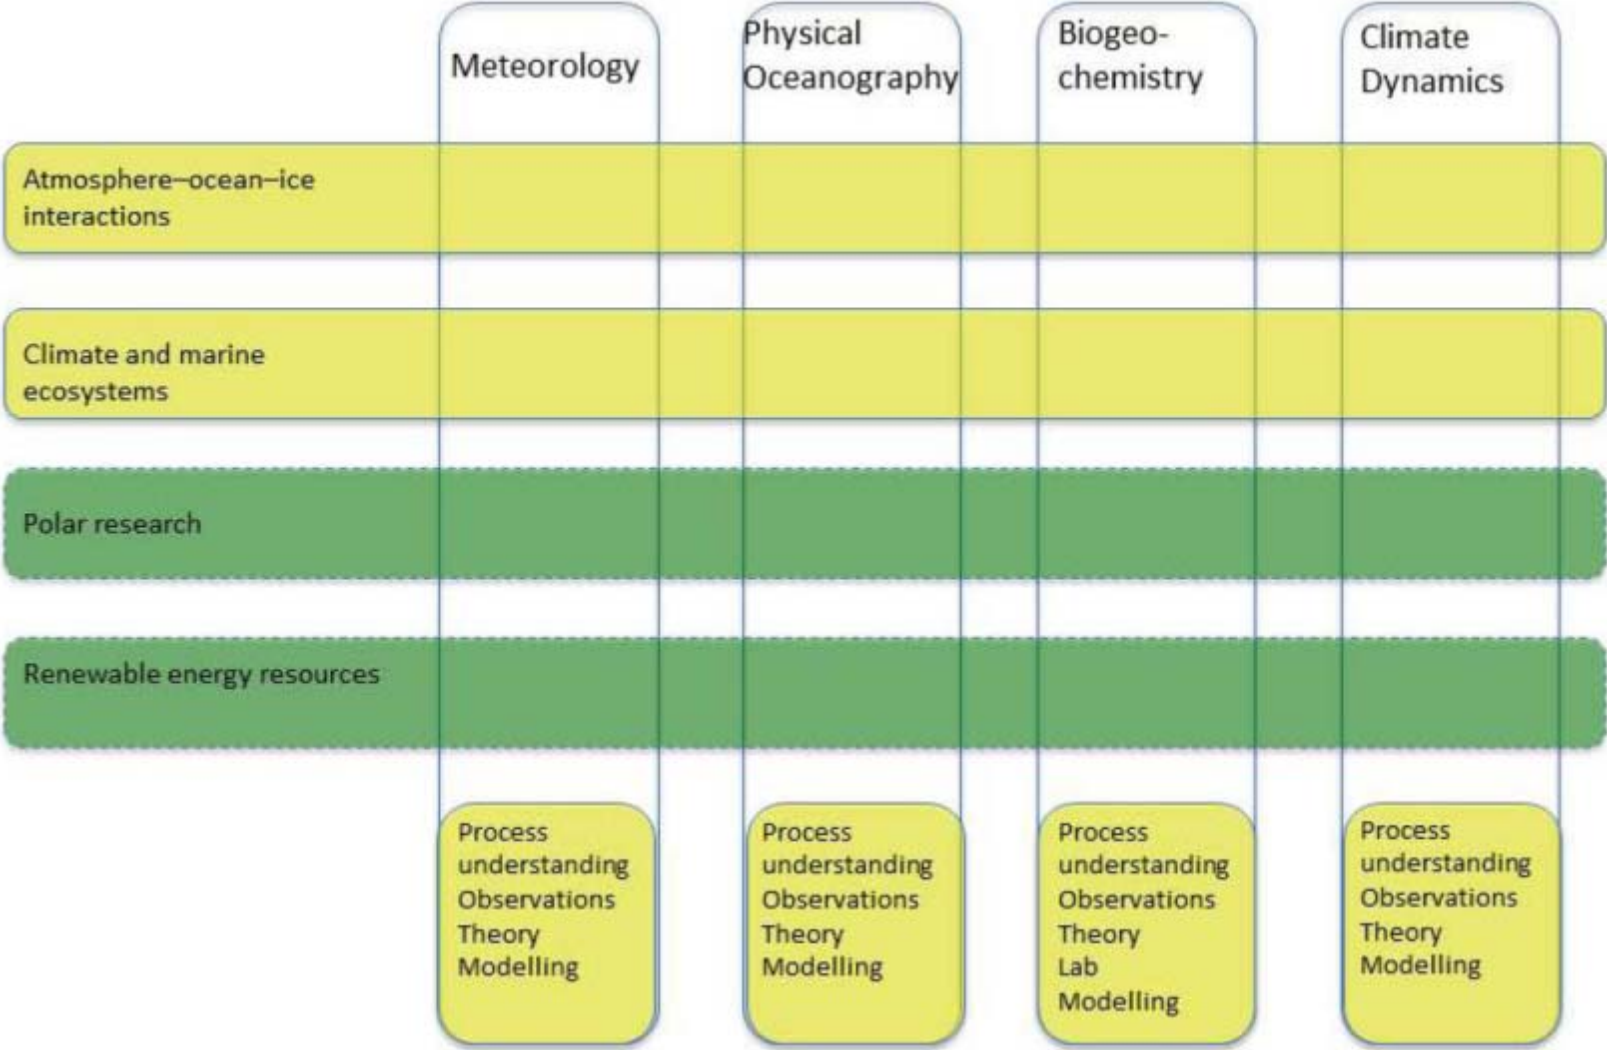 Meteorology
Physical
Oceanography
Biogeo-
chemistry
Climate
Dynamics
Atmosphere–ocean–ice
interactions
Climate and marine
ecosystems
Polar research
Renewable energy resources
Process
understanding
Observations
Theory
Modelling
Process
understanding
Observations
Theory
Modelling
Process
understanding
Observations
Theory
Lab
Modelling
Process
understanding
Observations
Theory
Modelling